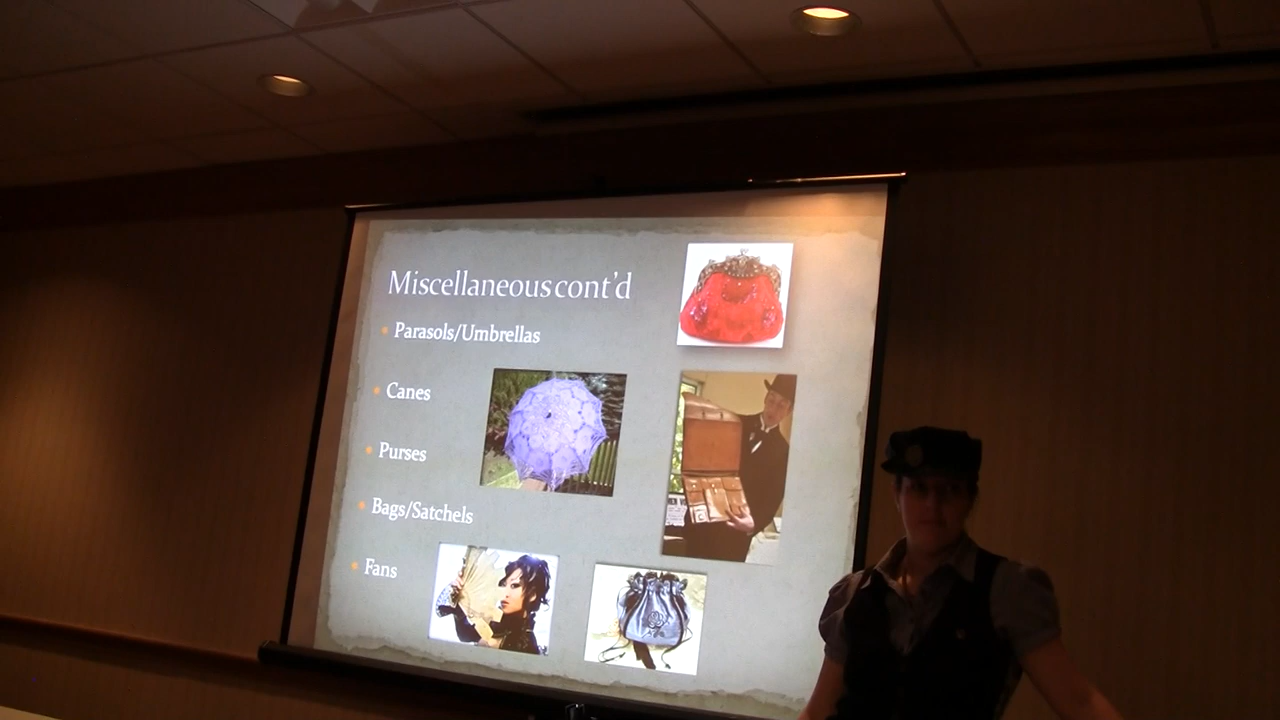 Miscellaneous cont'd
Parasols/Umbrellas
Canes
Purses
Bags/Satchels
Fans